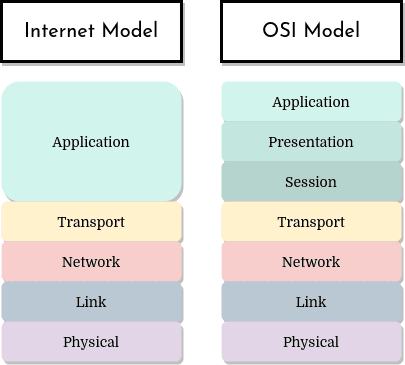 Internet Model
Application
Transport
Network
Link
Physical
OSI Model
Application
Presentation
Session
Transport
Network
Link
Physical